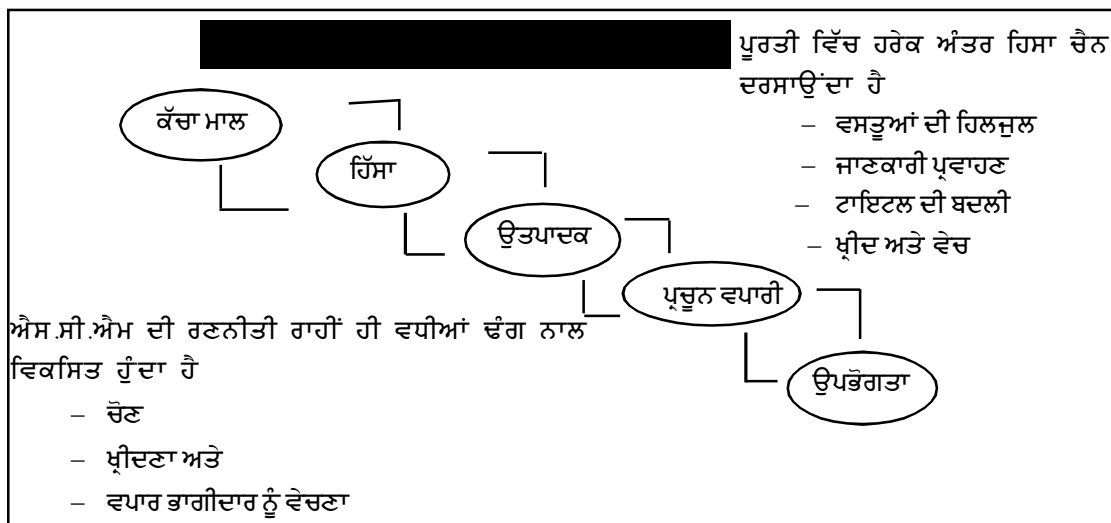 ਪੂਰਤੀ ਵਿੱਚ ਹਰੇਕ ਅੰਤਰ ਹਿਸਾ ਚੈਨ
ਦਰਸਾਉਂਦਾ ਹੈ
– ਵਸਤੂਆਂ ਦੀ ਹਿਲਜੁਲ
– ਜਾਣਕਾਰੀ ਪ੍ਰਵਾਹਣ
– ਟਾਇਟਲ ਦੀ ਬਦਲੀ
– ਖ੍ਰੀਦ ਅਤੇ ਵੇਚ
ਕੱਚਾ ਮਾਲ
ਹਿੱਸਾ
ਉਤਪਾਦਕ
ਪ੍ਰਚੂਨ ਵਪਾਰੀ
ਉਪਭੋਗਤਾ
ਐਸ.ਸੀ.ਐਮ ਦੀ ਰਣਨੀਤੀ ਰਾਹੀਂ ਹੀ ਵਧੀਆਂ ਢੰਗ ਨਾਲ
ਵਿਕਸਿਤ ਹੁੰਦਾ ਹੈ
– ਚੋਣ
– ਖ੍ਰੀਦਣਾ ਅਤੇ
– ਵਪਾਰ ਭਾਗੀਦਾਰ ਨੂੰ ਵੇਚਣਾ